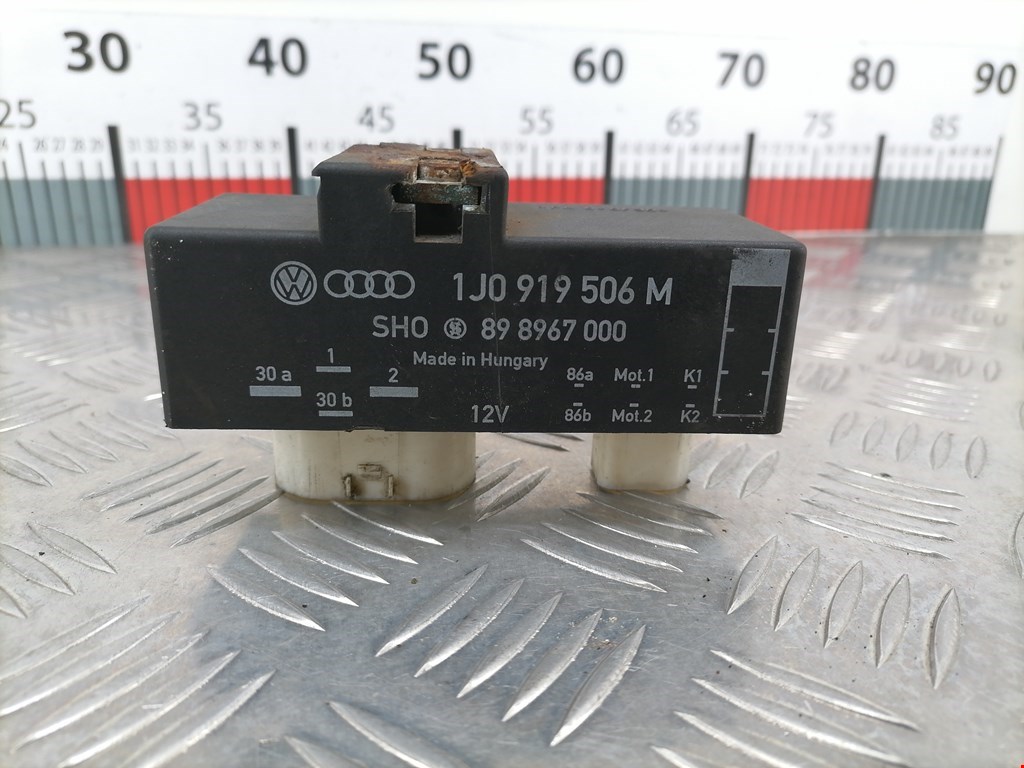 30 40 50 60 70 80 90
25 35 45 55 65 75 85
1J0 919 506 M
SHO 89 8967 000
Made in Hungary
30 a 1 2 86a Mot.1 K1
30 b 12V 86b Mot.2 K2